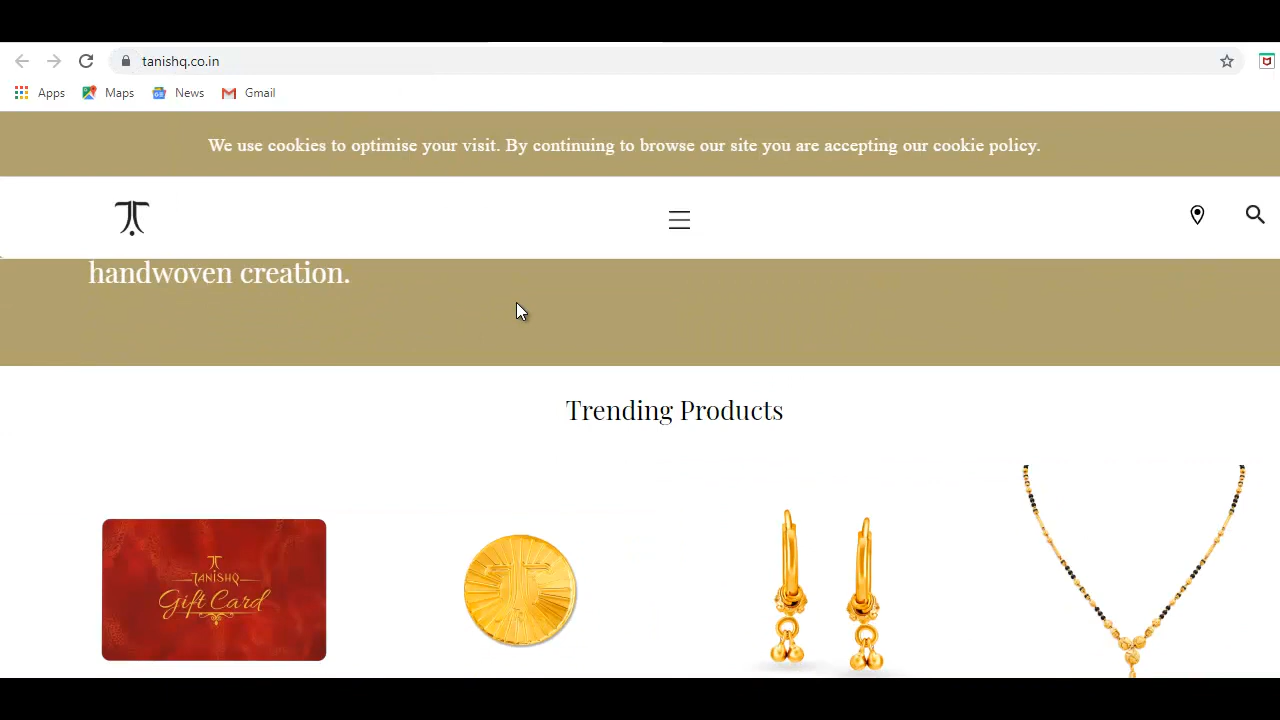 tanishq.co.in
Apps Maps News Gmail
We use cookies to optimise your visit. By continuing to browse our site you are accepting our cookie policy.
handwoven creation.
Trending Products
TANISHQ
Gift Card